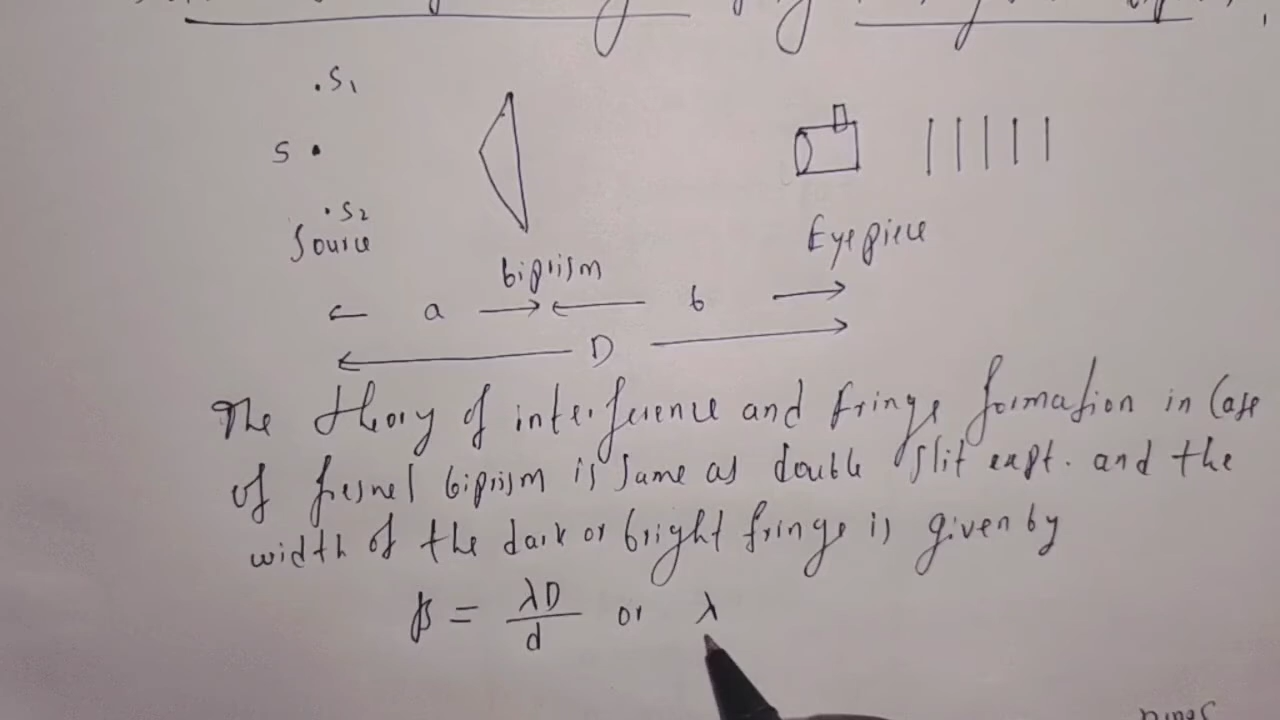 .S₁
S •
.S₂
Source
Eyepiece
biprism
a
b
D
The theory of interference and fringe formation in Case
of fresnel biprism is same as double slit expt. and the
width of the dark or bright fringe is given by
β = λD/d or λ